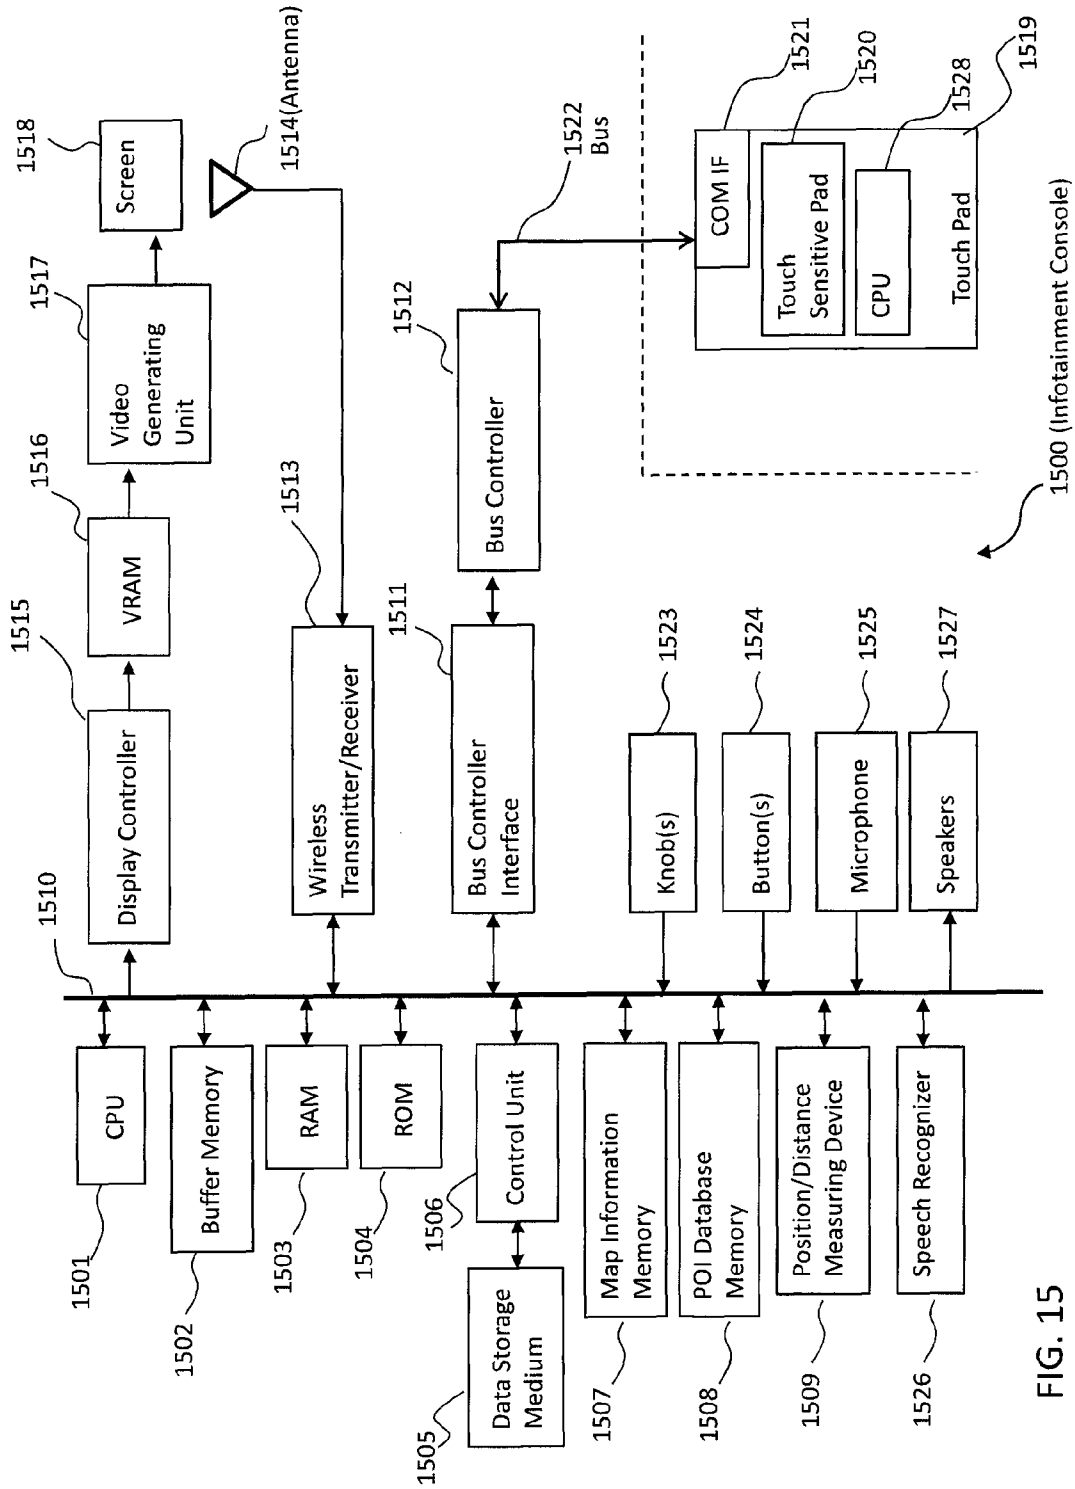 1501
CPU
1502
Buffer Memory
1503
RAM
1504
ROM
1505
Data Storage
Medium
1506
Control Unit
1507
Map Information
Memory
1508
POI Database
Memory
1509
Position/Distance
Measuring Device
1526
Speech Recognizer
1510
1515
Display Controller
1516
VRAM
1517
Video
Generating
Unit
1518
Screen
1514(Antenna)
1513
Wireless
Transmitter/Receiver
1511
Bus Controller
Interface
1512
Bus Controller
1522
Bus
1523
Knob(s)
1524
Button(s)
1525
Microphone
1527
Speakers
COM IF
1521
Touch
Sensitive Pad
1520
CPU
1528
Touch Pad
1519
1500 (Infotainment Console)
FIG. 15